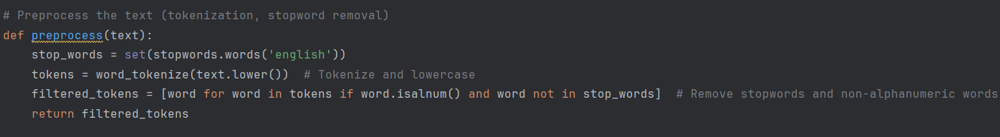 # Preprocess the text (tokenization, stopword removal)
def preprocess(text):
    stop_words = set(stopwords.words('english'))
    tokens = word_tokenize(text.lower())  # Tokenize and lowercase
    filtered_tokens = [word for word in tokens if word.isalnum() and word not in stop_words]  # Remove stopwords and non-alphanumeric words
    return filtered_tokens